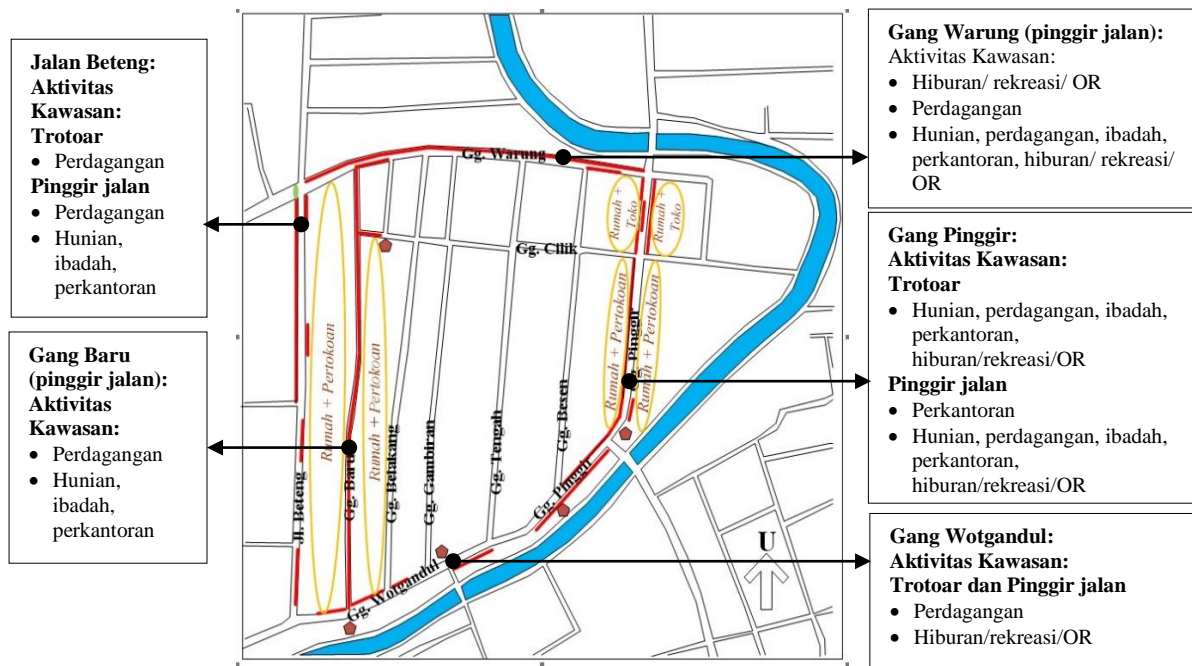 Jalan Beteng:
Aktivitas
Kawasan:
Trotoar
• Perdagangan
Pinggir jalan
• Perdagangan
• Hunian,
ibadah,
perkantoran
Gang Baru
(pinggir jalan):
Aktivitas
Kawasan:
• Perdagangan
• Hunian,
ibadah,
perkantoran
Gg. Warung
Rumah +
Toko
Rumah +
Toko
Gg. Cilik
Rumah + Pertokoan
Rumah + Pertokoan
Rumah + Pertokoan
Gg. Pinggir
Rumah + Pertokoan
Jl. Beteng
Gg. Baru
Gg. Belakang
Gg. Gambiran
Gg. Tengah
Gg. Besen
Gg. Pinggir
Gg. Wotgandul
U
Gang Warung (pinggir jalan):
Aktivitas Kawasan:
• Hiburan/ rekreasi/ OR
• Perdagangan
• Hunian, perdagangan, ibadah,
perkantoran, hiburan/ rekreasi/
OR
Gang Pinggir:
Aktivitas Kawasan:
Trotoar
• Hunian, perdagangan, ibadah,
perkantoran,
hiburan/rekreasi/OR
Pinggir jalan
• Perkantoran
• Hunian, perdagangan, ibadah,
perkantoran,
hiburan/rekreasi/OR
Gang Wotgandul:
Aktivitas Kawasan:
Trotoar dan Pinggir jalan
• Perdagangan
• Hiburan/rekreasi/OR